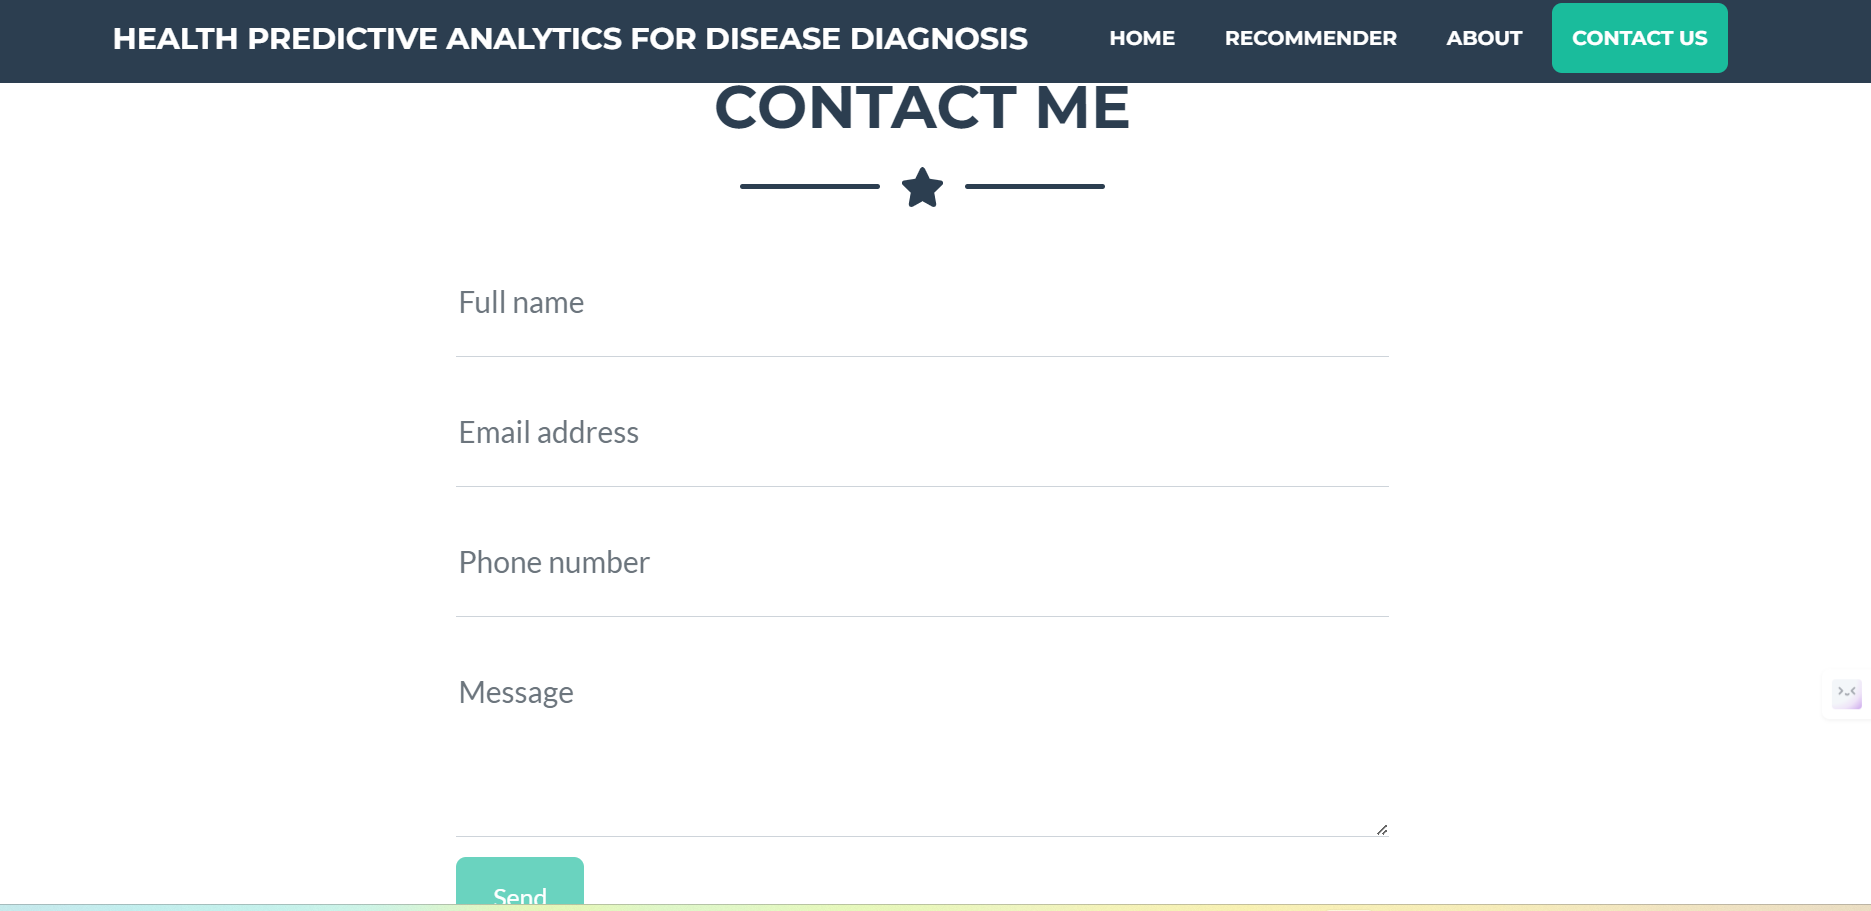 HEALTH PREDICTIVE ANALYTICS FOR DISEASE DIAGNOSIS HOME RECOMMENDER ABOUT CONTACT US
CONTACT ME
Full name
Email address
Phone number
Message
Send